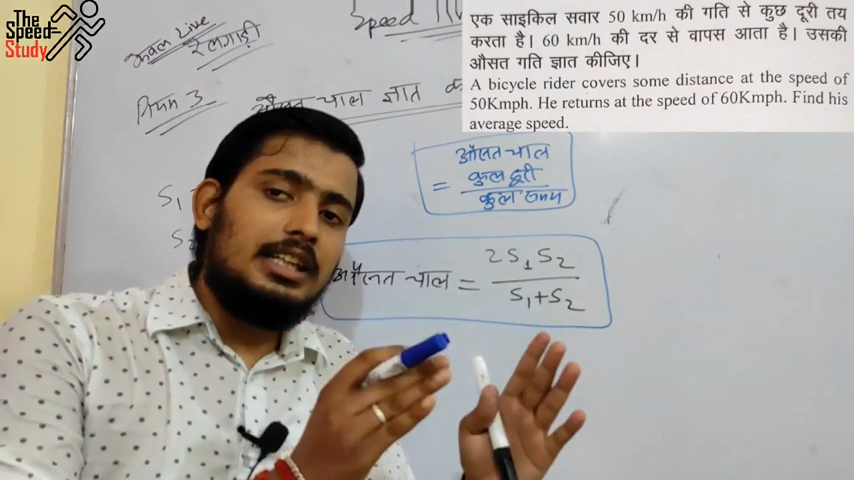 The
Speed
Study
केवल Live
रेलगाड़ी
Speed
नियम 3
औसत चाल ज्ञात
S₁
S₂
औसत चाल
= कुल दूरी
कुल समय
औसत चाल = 2S₁S₂
S₁+S₂
एक साइकिल सवार 50 km/h की गति से कुछ दूरी तय
करता है। 60 km/h की दर से वापस आता है। उसकी
औसत गति ज्ञात कीजिए।
A bicycle rider covers some distance at the speed of
50Kmph. He returns at the speed of 60Kmph. Find his
average speed.